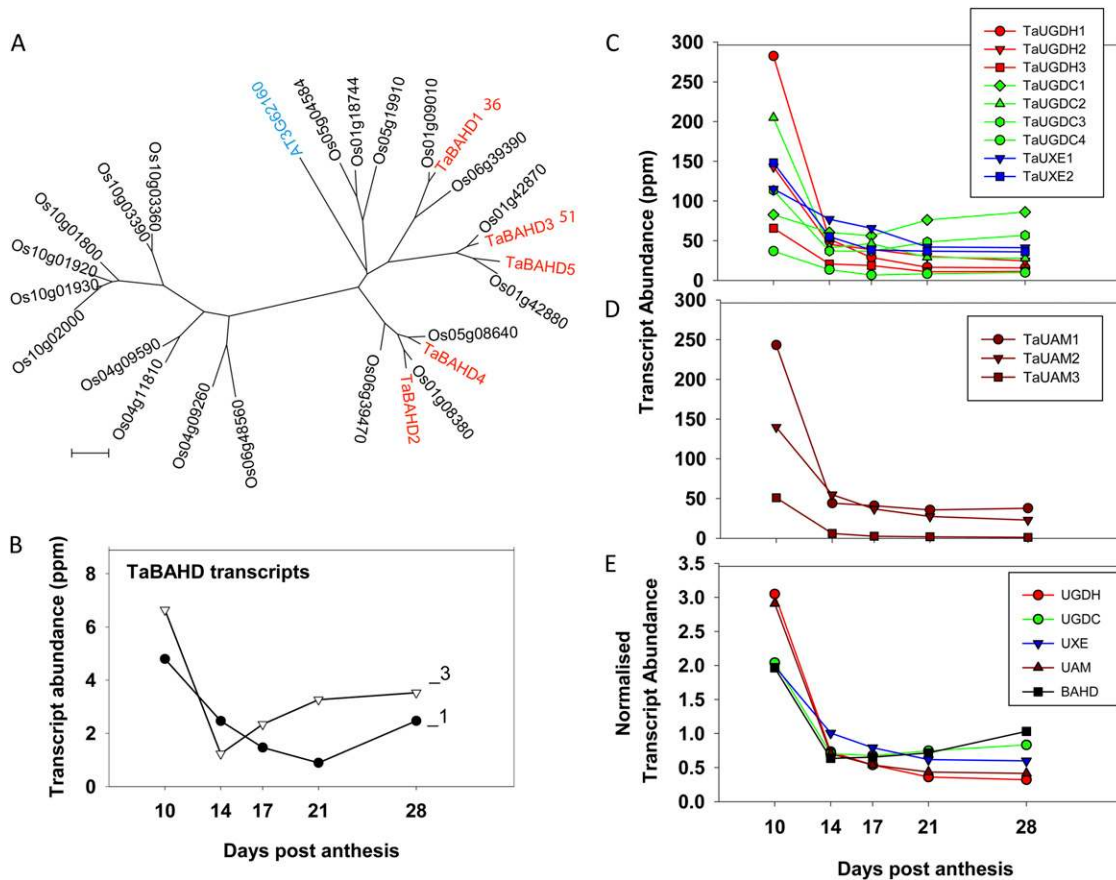 A
AT3G62160
Os05g04584
Os01g18744
Os05g19910
Os01g09010
TaBAHD1 36
Os06g39390
Os01g42870
TaBAHD3 51
TaBAHD5
Os01g42880
Os05g08640
TaBAHD4
Os01g08380
TaBAHD2
Os06g39470
Os06g48560
Os04g09260
Os04g11810
Os04g09590
Os10g02000
Os10g01930
Os10g01920
Os10g01800
Os10g03390
Os10g03360
B
TaBAHD transcripts
Transcript abundance (ppm)
8
6
4
2
0
_3
_1
10 14 17 21 28
Days post anthesis
C
TaUGDH1
TaUGDH2
TaUGDH3
TaUGDC1
TaUGDC2
TaUGDC3
TaUGDC4
TaUXE1
TaUXE2
300
250
200
150
100
50
0
Transcript Abundance (ppm)
D
TaUAM1
TaUAM2
TaUAM3
300
250
200
150
100
50
0
E
UGDH
UGDC
UXE
UAM
BAHD
3.5
3.0
2.5
2.0
1.5
1.0
0.5
0.0
Normalised
Transcript Abundance
10 14 17 21 28
Days post anthesis